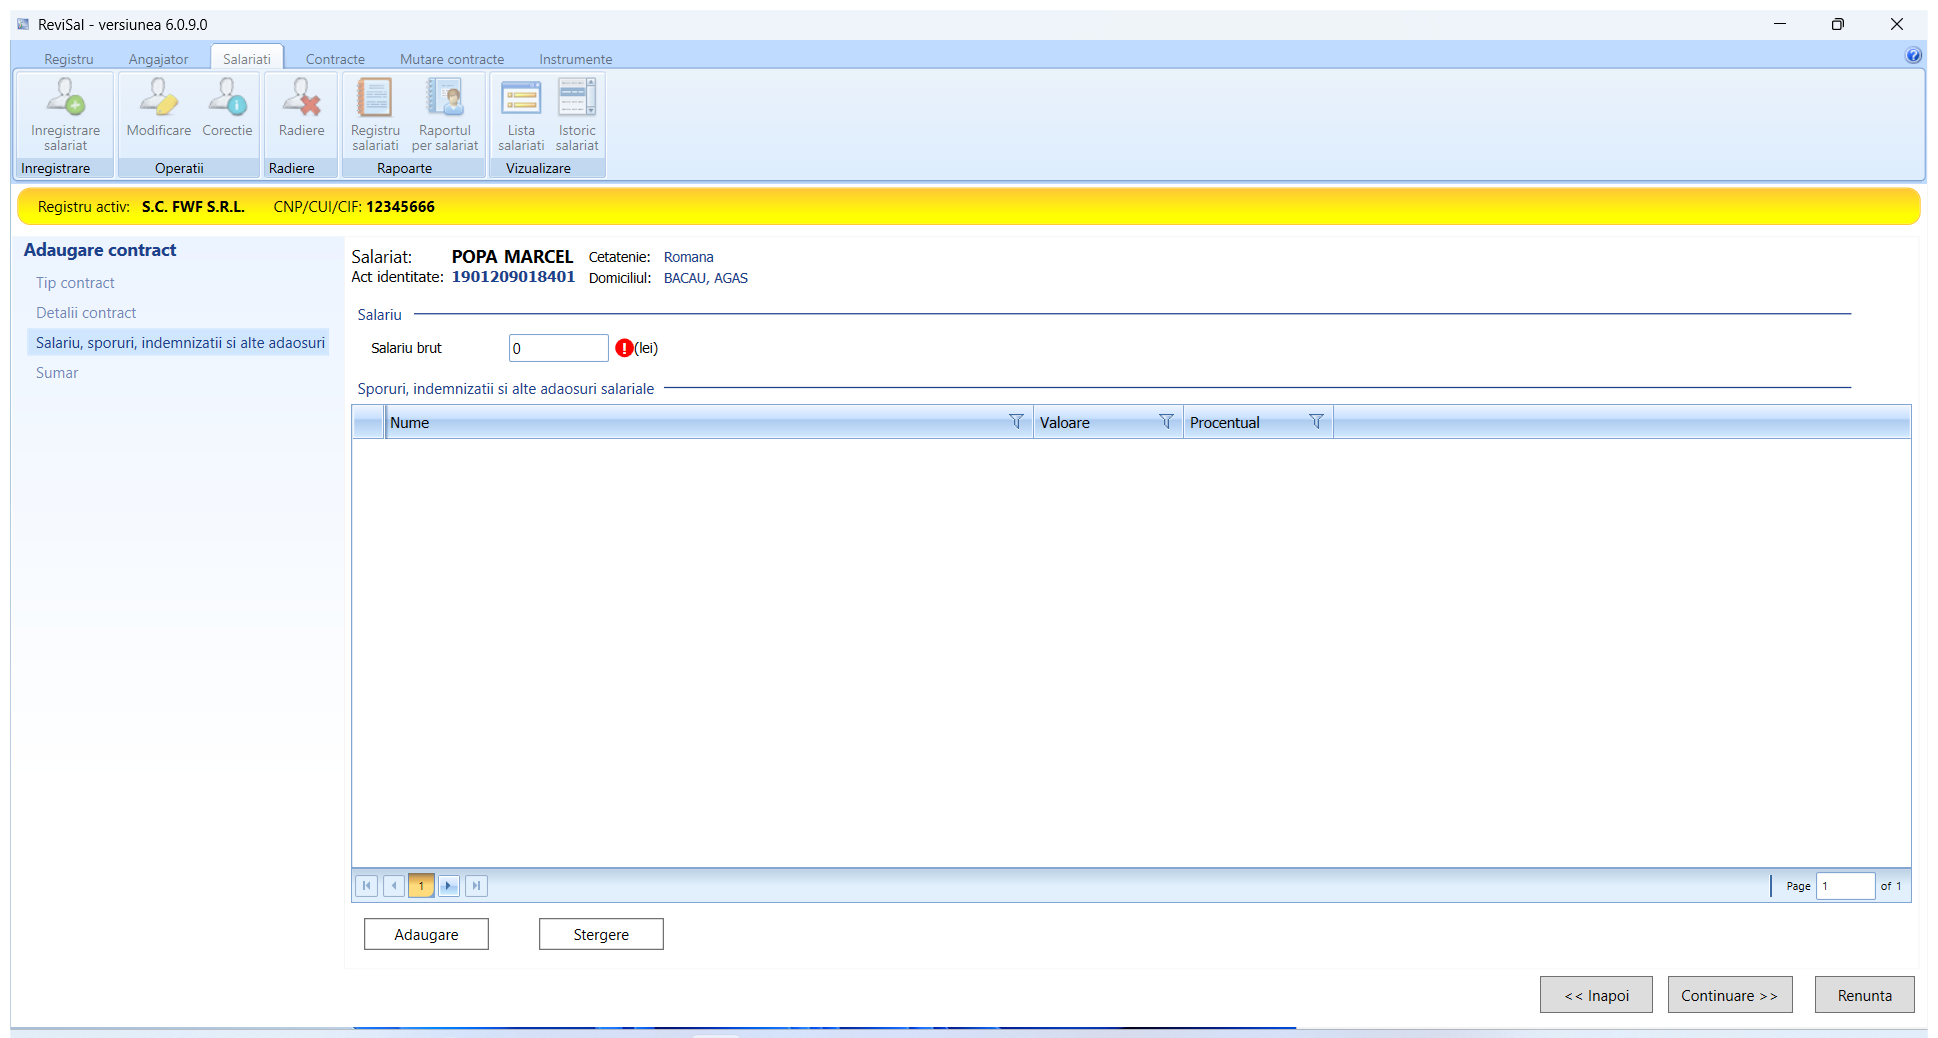 ReviSal - versiunea 6.0.9.0
Registru Angajator Salariati Contracte Mutare contracte Instrumente
Inregistrare salariat
Modificare Corectie
Radiere
Registru salariati
Raportul per salariat
Lista salariati
Istoric salariat
Inregistrare Operatii Radiere Rapoarte Vizualizare
Registru activ: S.C. FWF S.R.L. CNP/CUI/CIF: 12345666
Adaugare contract
Tip contract
Detalii contract
Salariu, sporuri, indemnizatii si alte adaosuri
Sumar
Salariat: POPA MARCEL Cetatenie: Romana
Act identitate: 1901209018401 Domiciliul: BACAU, AGAS
Salariu
Salariu brut 0 (lei)
Sporuri, indemnizatii si alte adaosuri salariale
Nume Valoare Procentual
1 Page 1 of 1
Adaugare Stergere
<< Inapoi Continuare >> Renunta